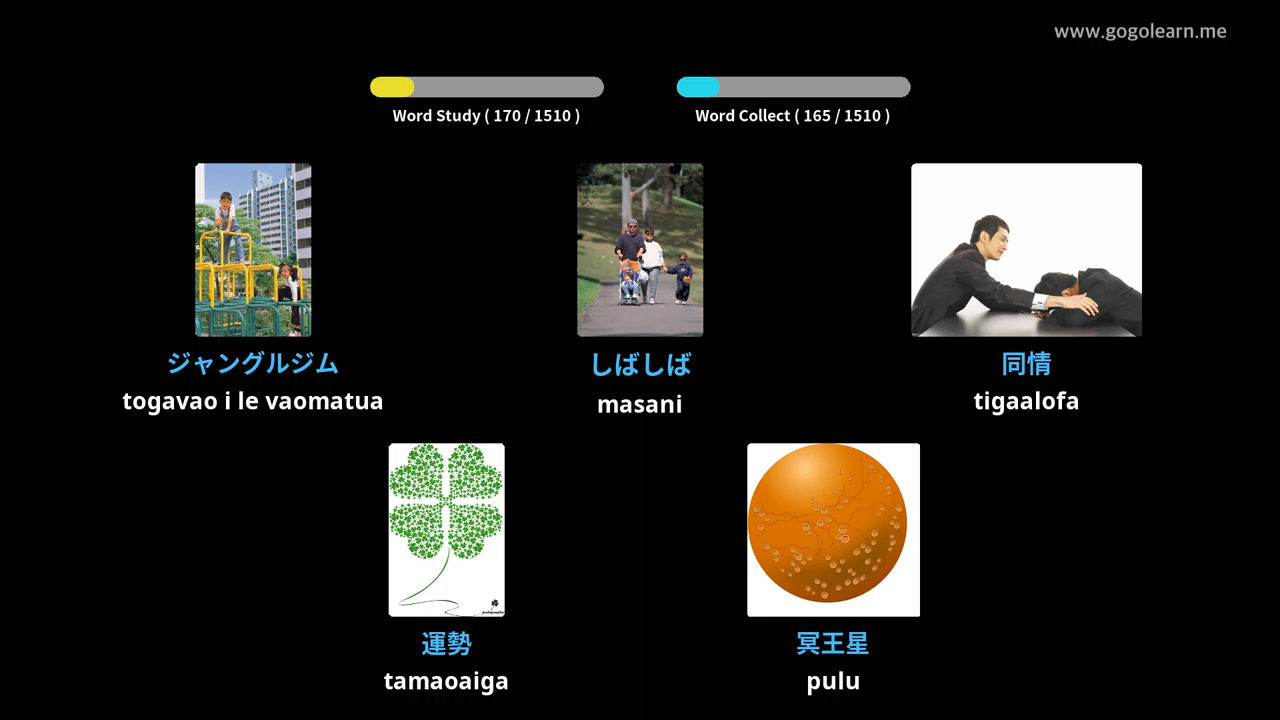 www.gogolearn.me
Word Study ( 170 / 1510 )
Word Collect ( 165 / 1510 )
ジャングルジム
togavao i le vaomatua
しばしば
masani
同情
tigaalofa
運勢
tamaoaiga
冥王星
pulu